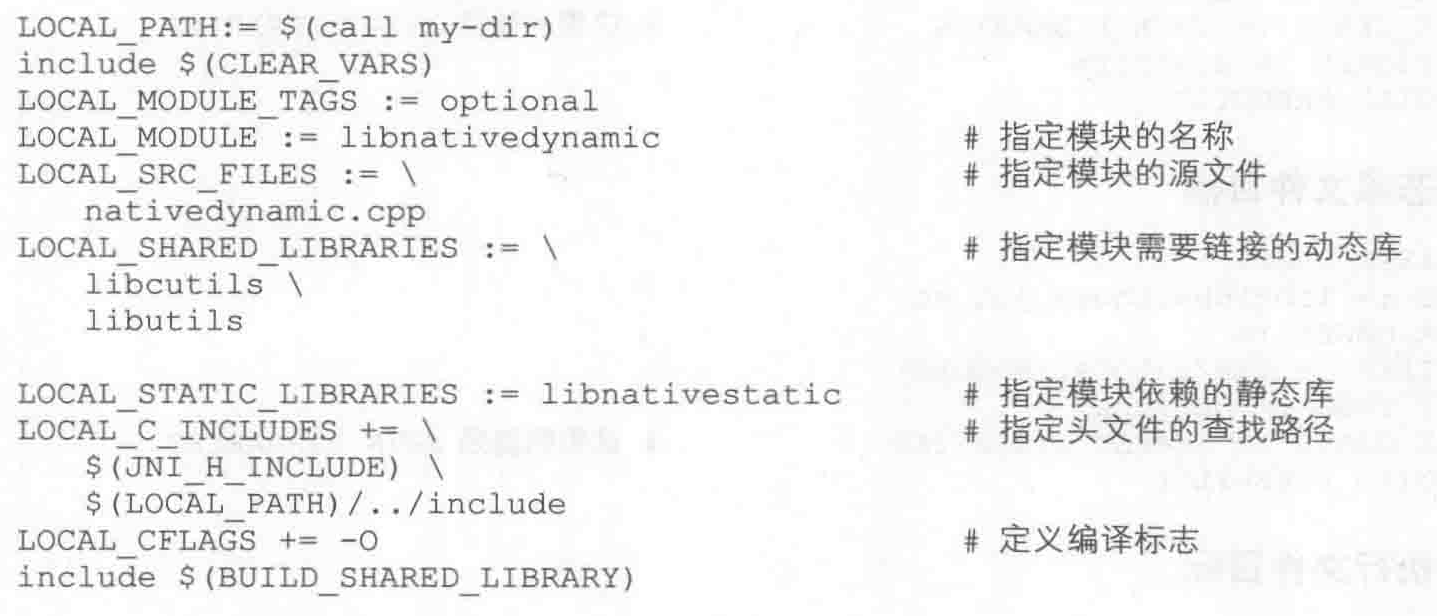 LOCAL_PATH:= $(call my-dir)
include $(CLEAR_VARS)
LOCAL_MODULE_TAGS := optional
LOCAL_MODULE := libnativedynamic # 指定模块的名称
LOCAL_SRC_FILES := \ # 指定模块的源文件
nativedynamic.cpp
LOCAL_SHARED_LIBRARIES := \ # 指定模块需要链接的动态库
libcutils \
libutils
LOCAL_STATIC_LIBRARIES := libnativestatic # 指定模块依赖的静态库
LOCAL_C_INCLUDES += \ # 指定头文件的查找路径
$(JNI_H_INCLUDE) \
$(LOCAL_PATH)/../include
LOCAL_CFLAGS += -O # 定义编译标志
include $(BUILD_SHARED_LIBRARY)